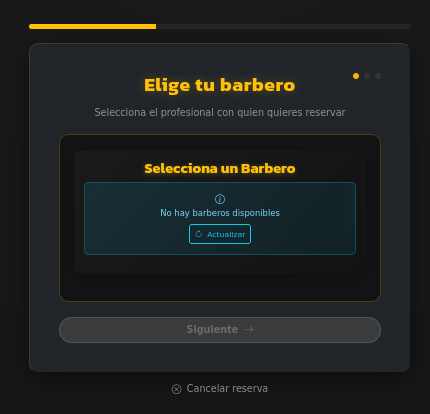 Elige tu barbero
Selecciona el profesional con quien quieres reservar
Selecciona un Barbero
No hay barberos disponibles
Actualizar
Siguiente
Cancelar reserva